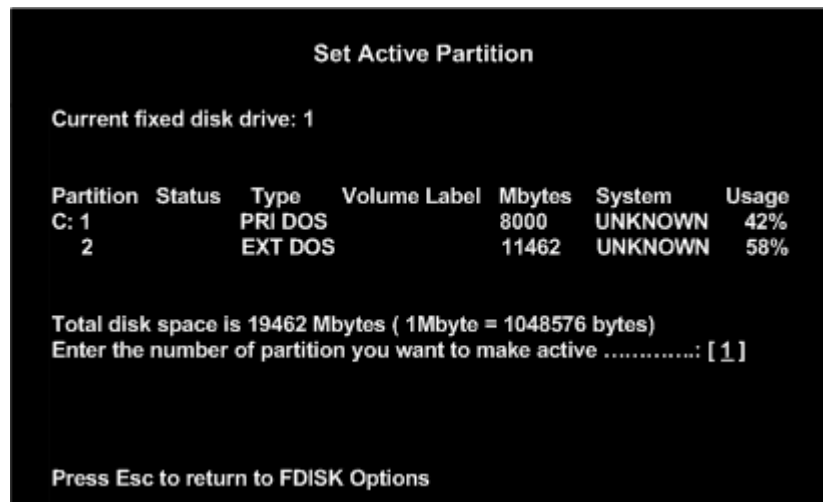 Set Active Partition
Current fixed disk drive: 1
Partition Status Type Volume Label Mbytes System Usage
C: 1 PRI DOS 8000 UNKNOWN 42%
2 EXT DOS 11462 UNKNOWN 58%
Total disk space is 19462 Mbytes ( 1Mbyte = 1048576 bytes)
Enter the number of partition you want to make active .............: [ 1 ]
Press Esc to return to FDISK Options